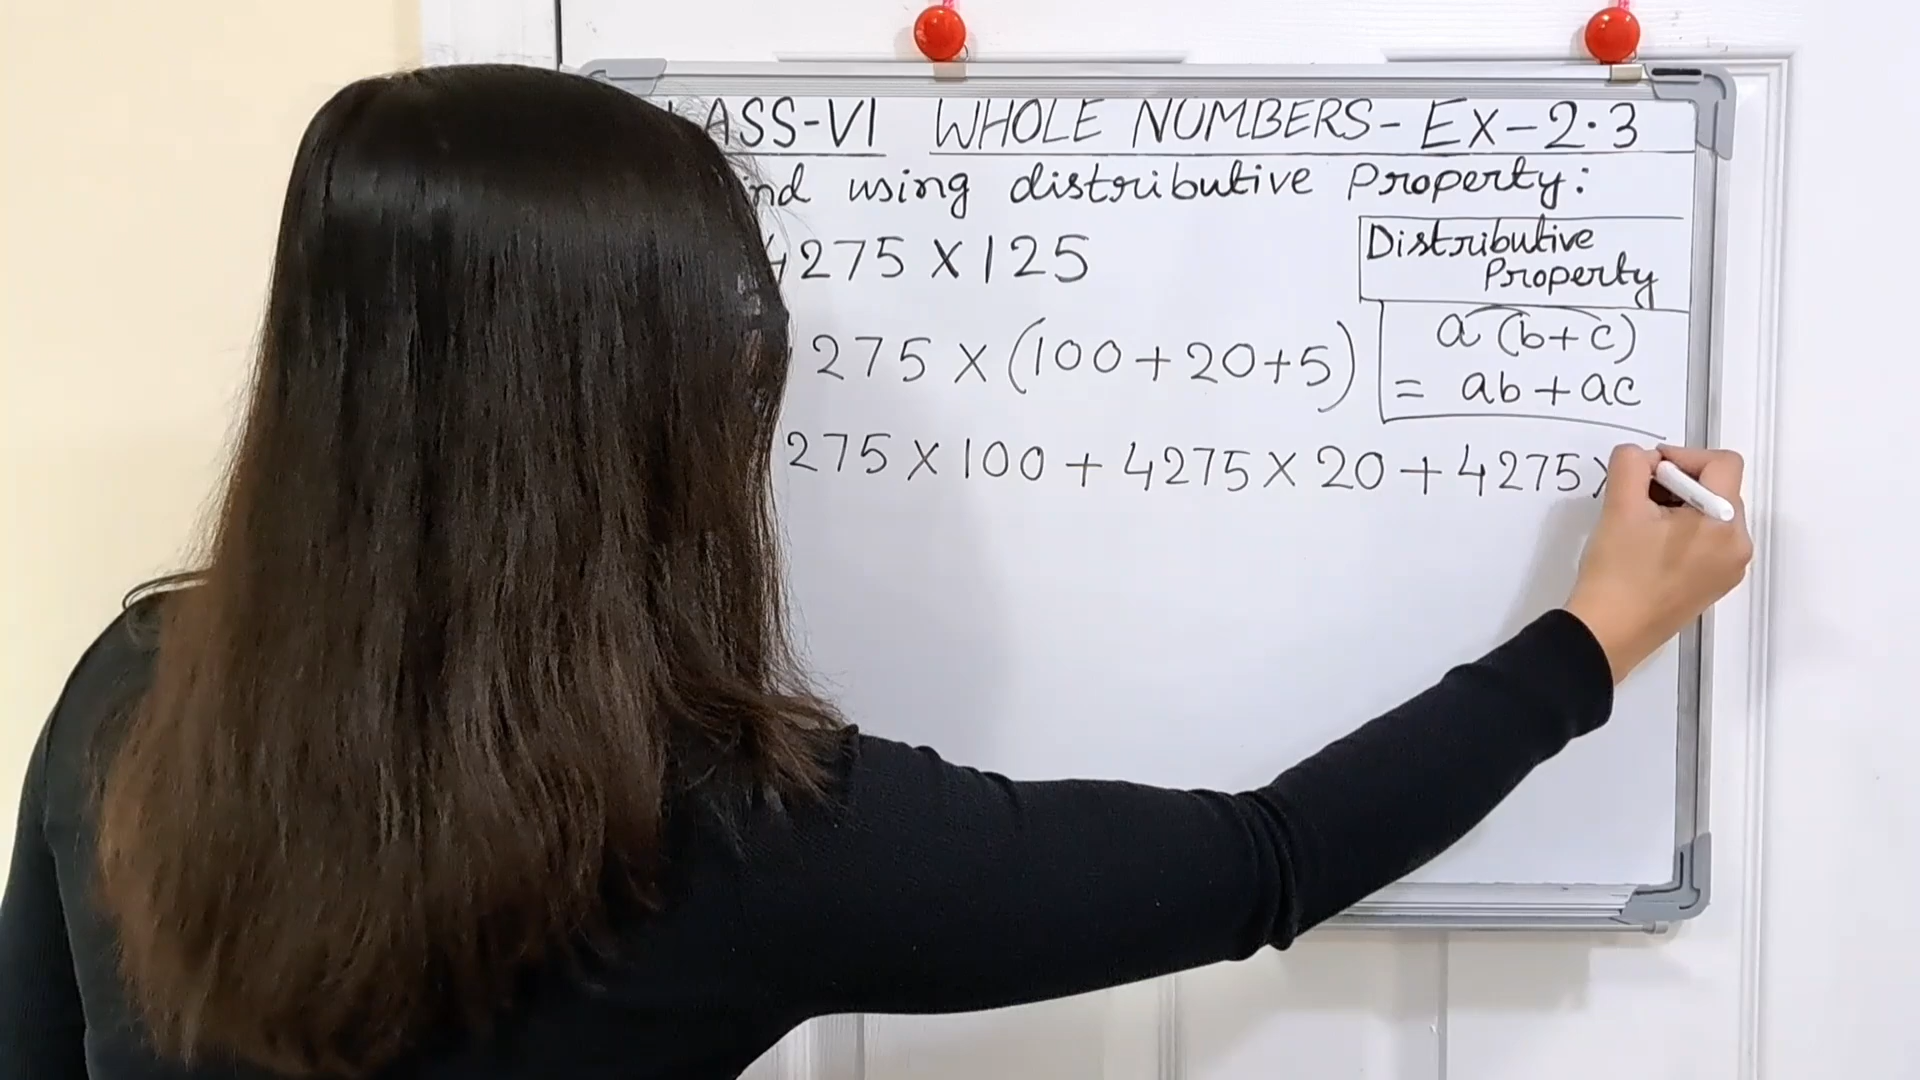 ASS-VI WHOLE NUMBERS - EX-2.3
nd using distributive Property:
4275 × 125
275 × (100+20+5)
275 × 100 + 4275 × 20 + 4275 ×
Distributive
Property
a (b+c)
= ab + ac